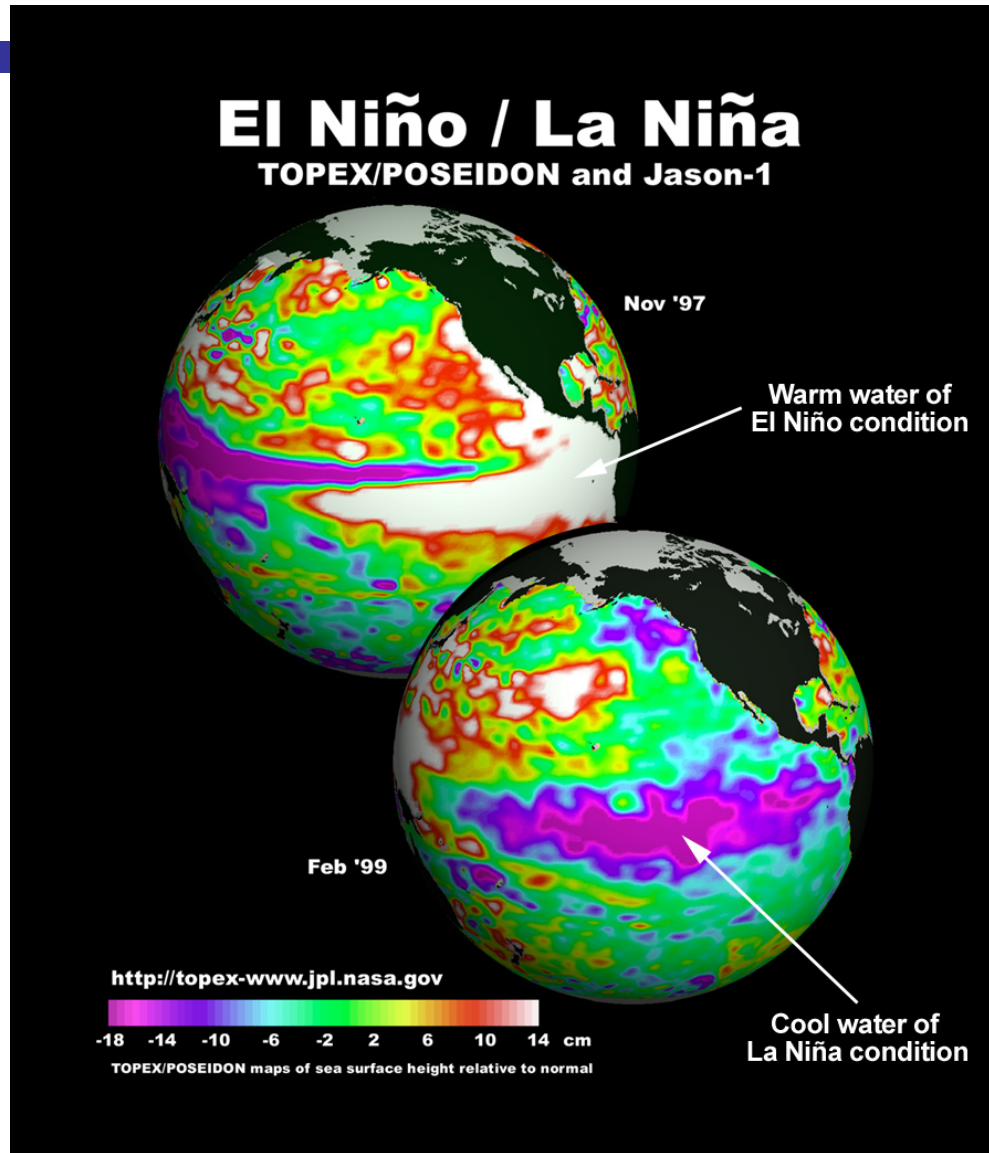 El Niño / La Niña
TOPEX/POSEIDON and Jason-1
Nov '97
Warm water of
El Niño condition
Feb '99
http://topex-www.jpl.nasa.gov
-18 -14 -10 -6 -2 2 6 10 14 cm
TOPEX/POSEIDON maps of sea surface height relative to normal
Cool water of
La Niña condition